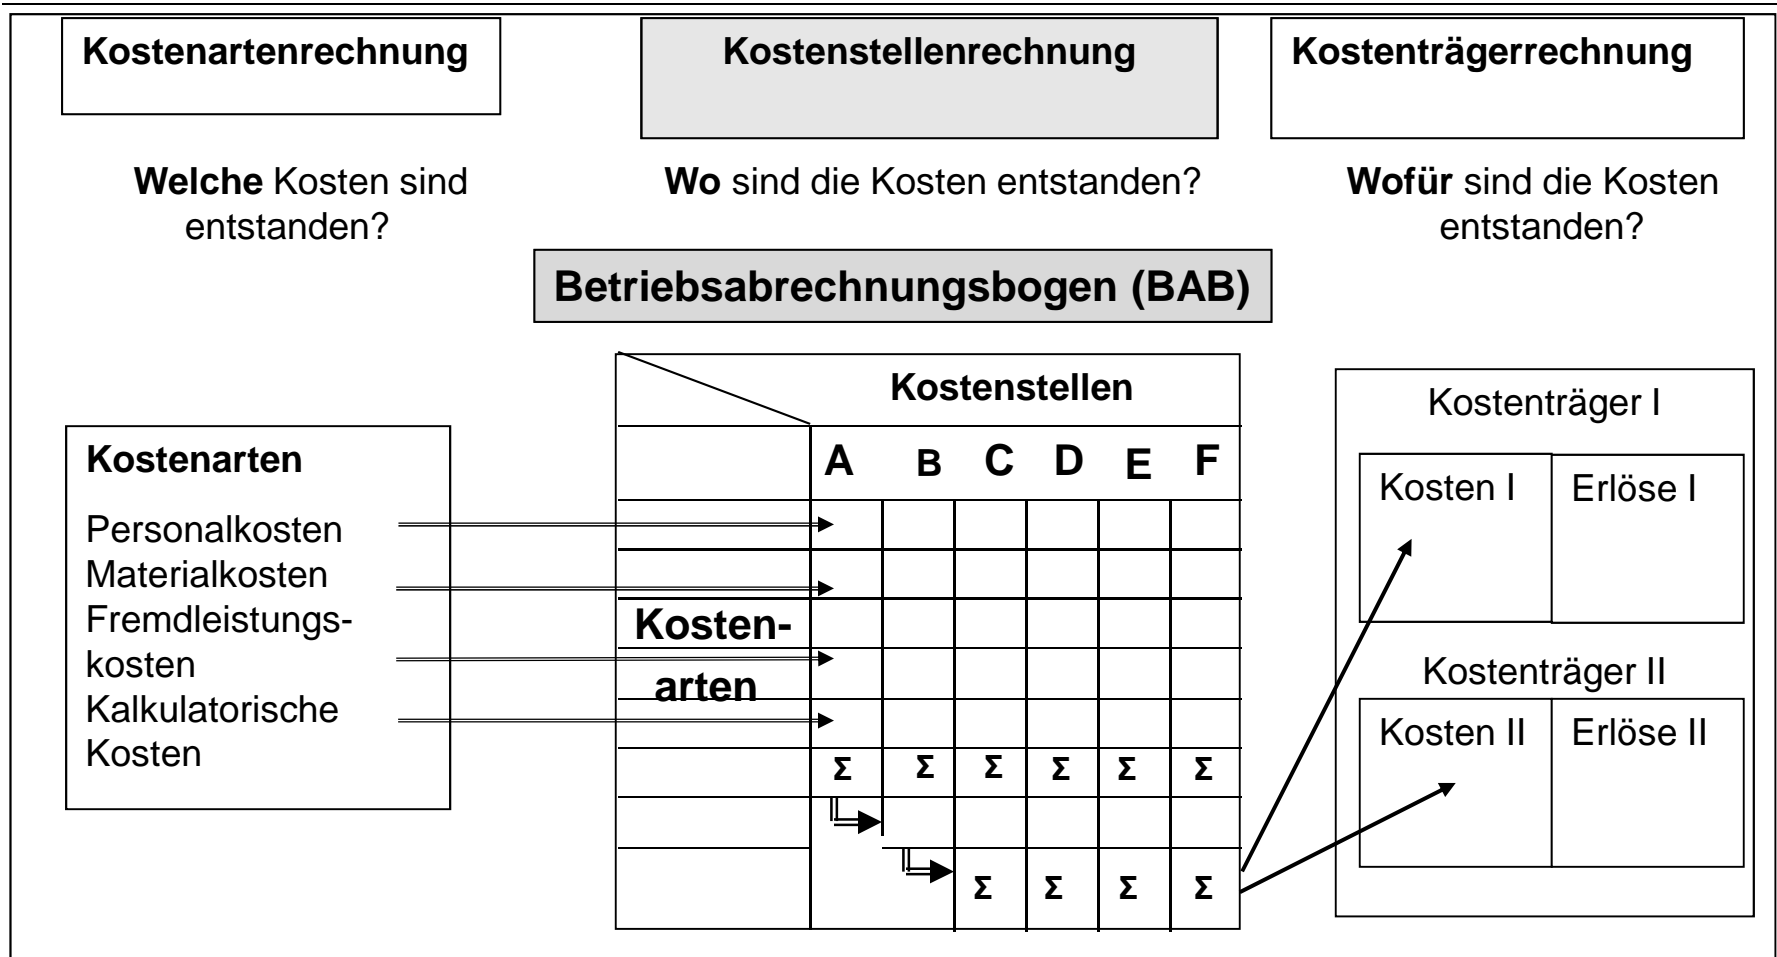 Kostenartenrechnung
Kostenstellenrechnung
Kostenträgerrechnung
Welche Kosten sind
entstanden?
Wo sind die Kosten entstanden?
Wofür sind die Kosten
entstanden?
Betriebsabrechnungsbogen (BAB)
Kostenarten
Personalkosten
Materialkosten
Fremdleistungs-
kosten
Kalkulatorische
Kosten
Kostenstellen
A B C D E F
Kosten-
arten
Σ Σ Σ Σ Σ Σ
Σ Σ Σ Σ
Kostenträger I
Kosten I
Erlöse I
Kostenträger II
Kosten II
Erlöse II